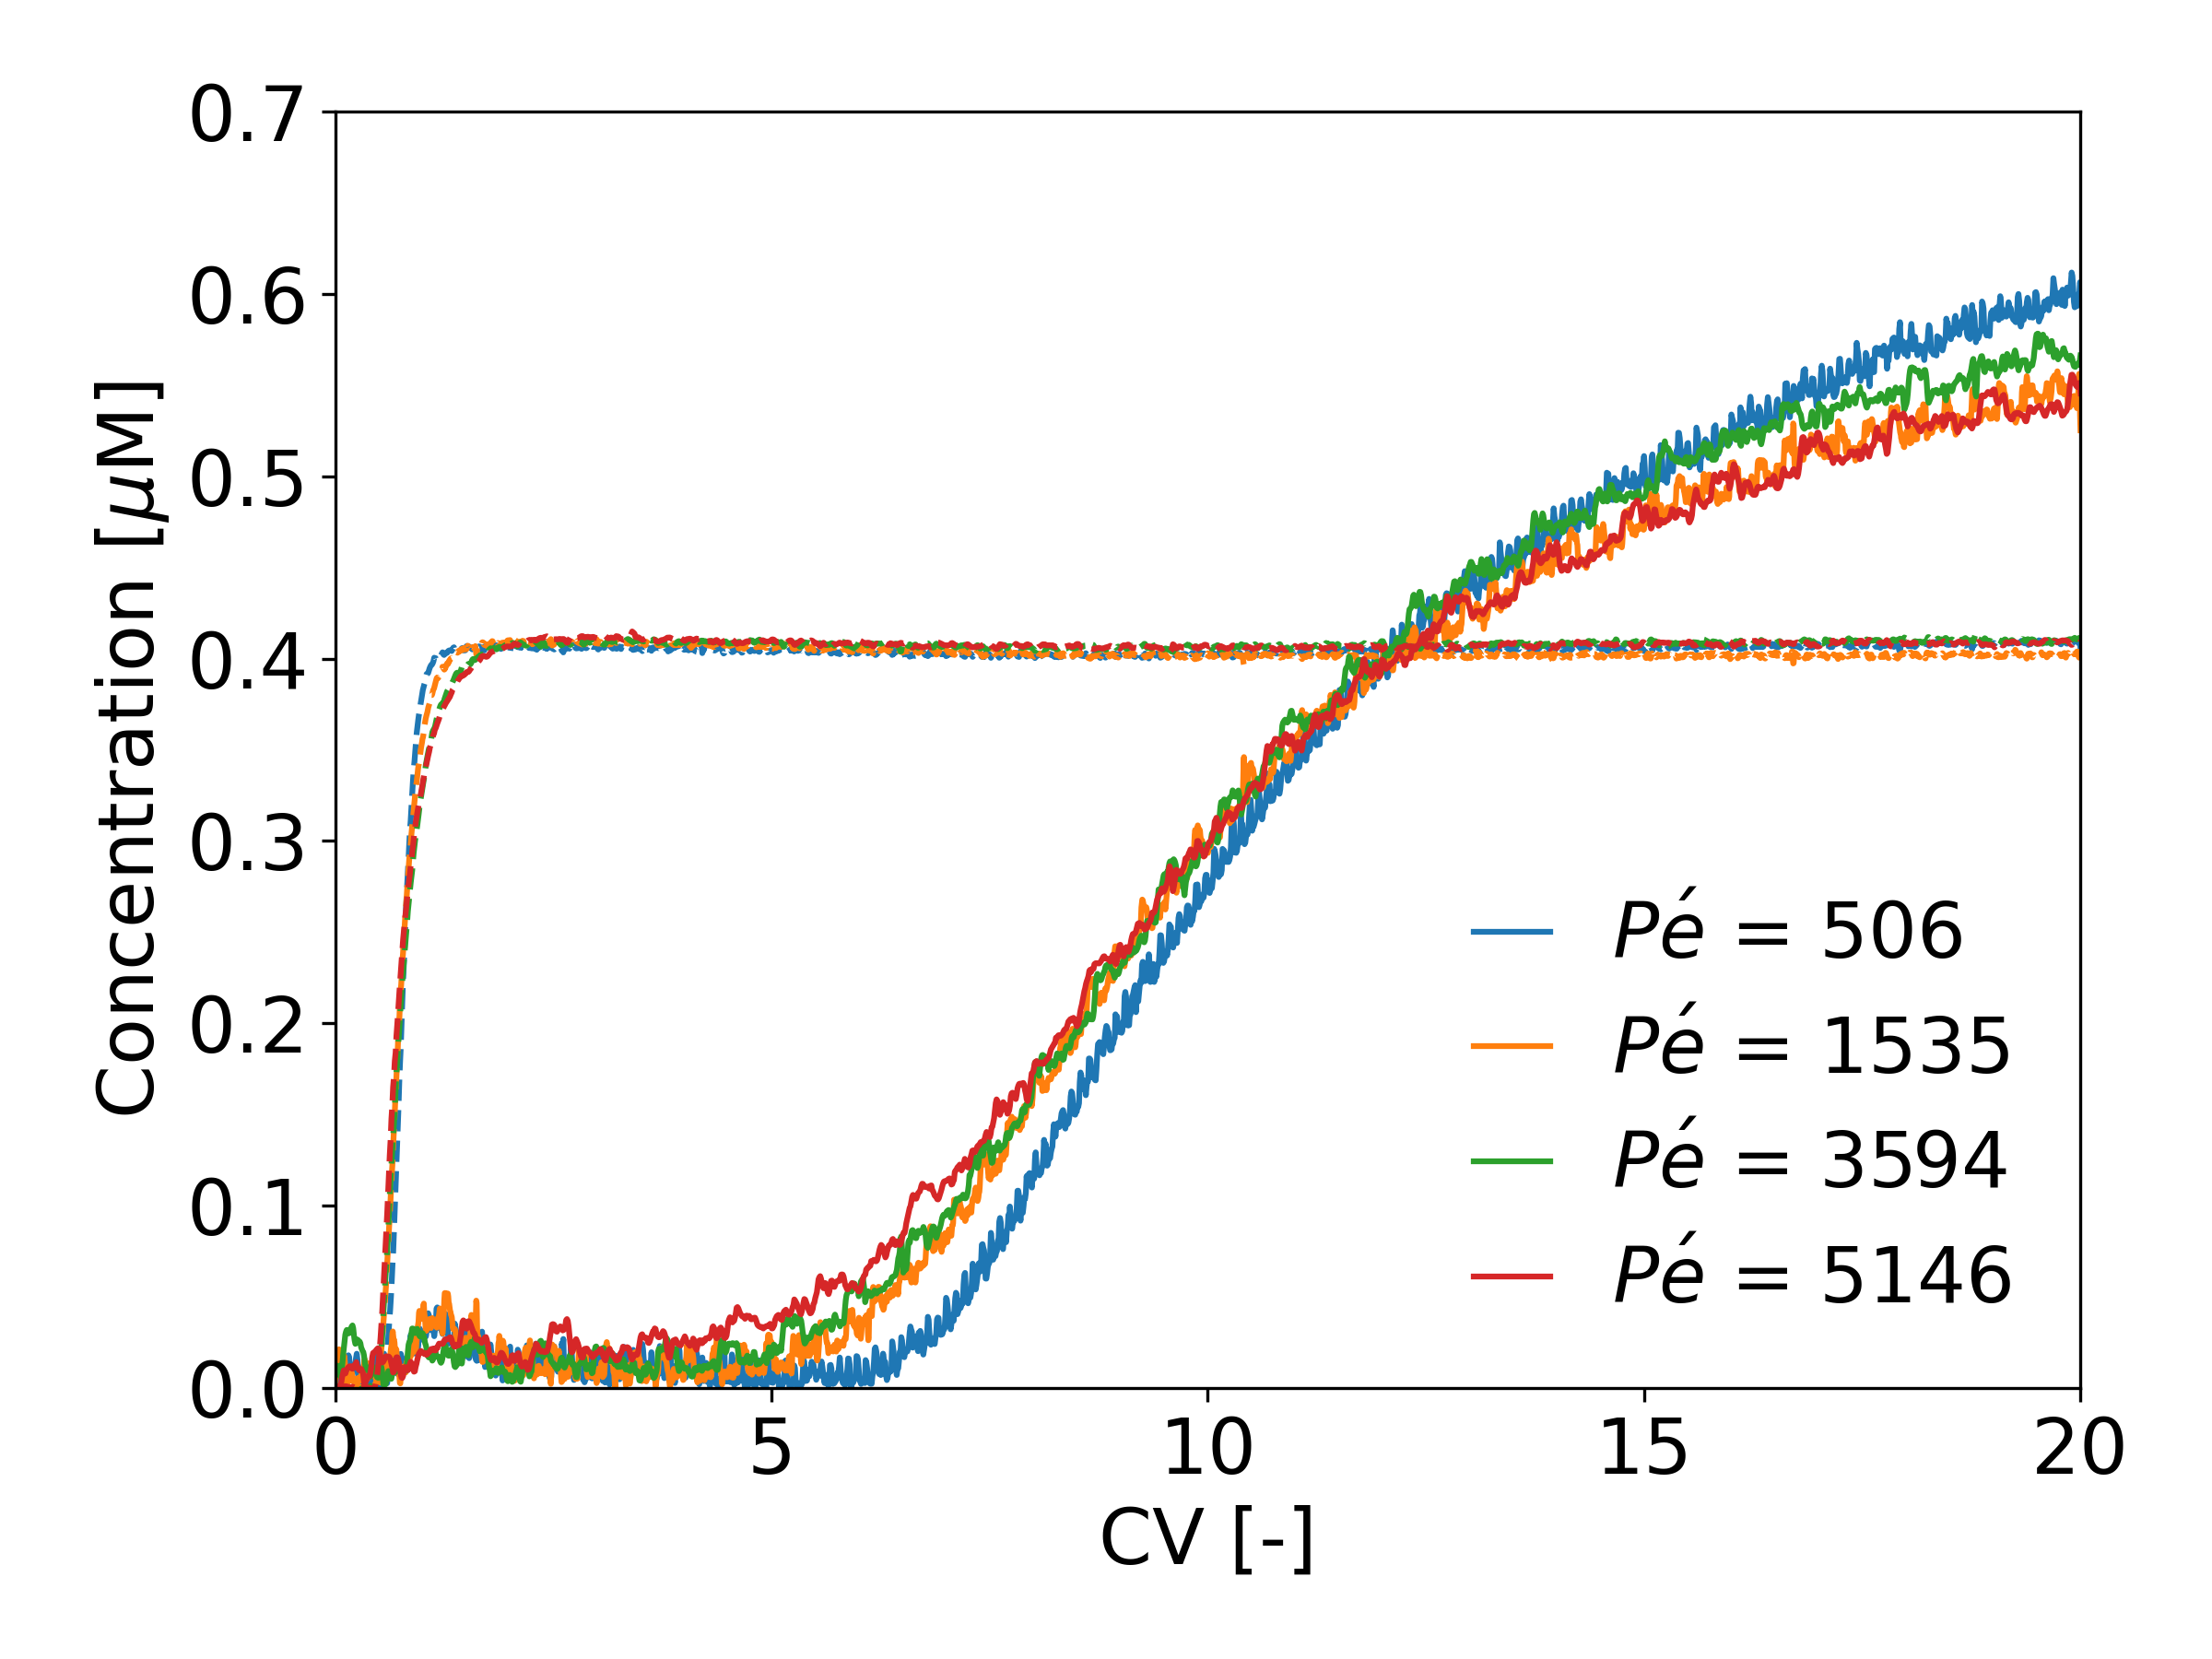 0.7
0.6
0.5
0.4
0.3
0.2
0.1
0.0
Concentration [μM]
Pé = 506
Pé = 1535
Pé = 3594
Pé = 5146
0 5 10 15 20
CV [-]